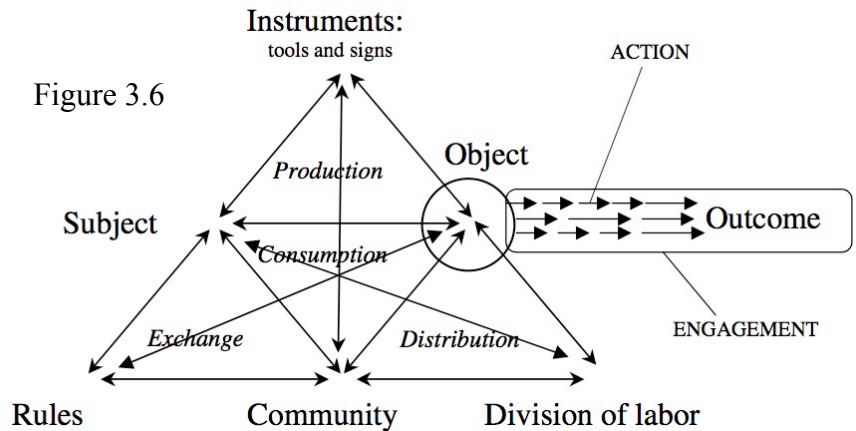 Instruments:
tools and signs
ACTION
Figure 3.6
Production
Object
Subject
Outcome
Consumption
Exchange
Distribution
ENGAGEMENT
Rules
Community
Division of labor